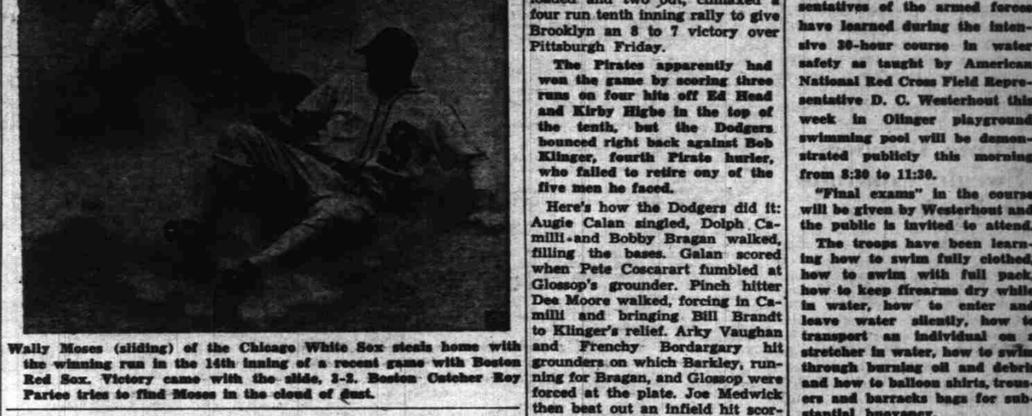 Wally Moses (sliding) of the Chicago White Sox steals home with
the winning run in the 14th inning of a recent game with Boston
Red Sox. Victory came with the slide, 3-2. Boston Catcher Roy
Partee tries to find Moses in the cloud of dust.
loaded and two out, climaxed a
four run tenth inning rally to give
Brooklyn an 8 to 7 victory over
Pittsburgh Friday.
The Pirates apparently had
won the game by scoring three
runs on four hits off Ed Head
and Kirby Higbe in the top of
the tenth, but the Dodgers
bounced right back against Bob
Klinger, fourth Pirate hurler,
who failed to retire ony of the
five men he faced.
Here's how the Dodgers did it:
Augie Calan singled, Dolph Ca-
milli and Bobby Bragan walked,
filling the bases. Galan scored
when Pete Coscarart fumbled at
Glossop's grounder. Pinch hitter
Dee Moore walked, forcing in Ca-
milli and bringing Bill Brandt
to Klinger's relief. Arky Vaughan
and Frenchy Bordargary hit
grounders on which Barkley, run-
ning for Bragan, and Glossop were
forced at the plate. Joe Medwick
then beat out an infield hit scor-
sentatives of the armed forces
have learned during the inten-
sive 30-hour course in water
safety as taught by American
National Red Cross Field Repre-
sentative D. C. Westerhout this
week in Olinger playground
swimming pool will be demon-
strated publicly this morning
from 8:30 to 11:30.
"Final exams" in the course
will be given by Westerhout and
the public is invited to attend.
The troops have been learn-
ing how to swim fully clothed,
how to swim with full pack,
how to keep firearms dry while
in water, how to enter and
leave water silently, how t
transport an individual on
stretcher in water, how to swim
through burning oil and debris
and how to balloon shirts, trous-
ers and barracks bags for sub-